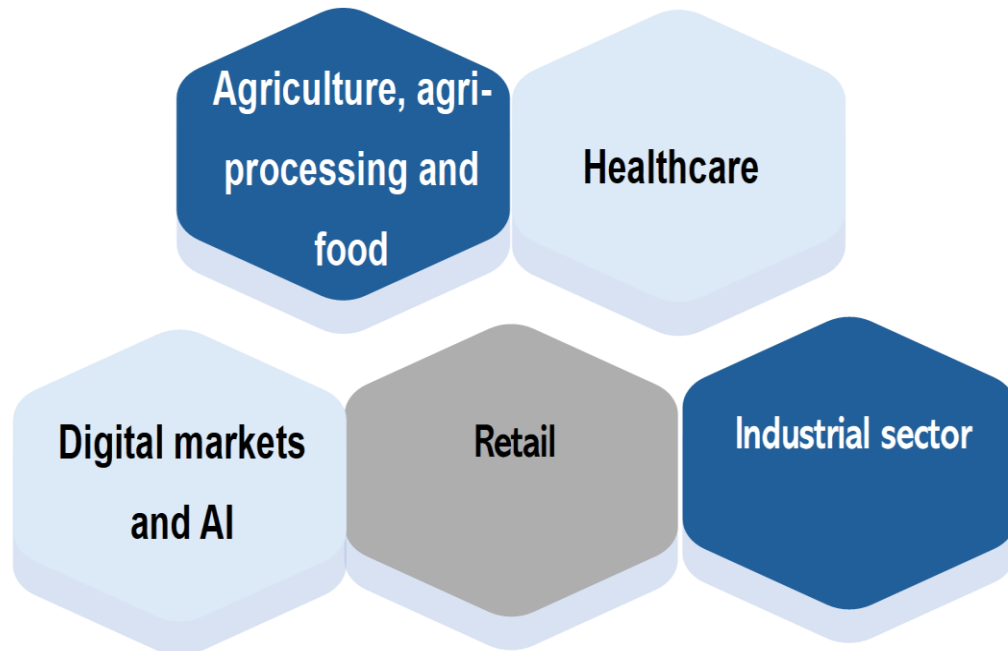 Agriculture, agri-
processing and
food
Healthcare
Digital markets
and AI
Retail
Industrial sector